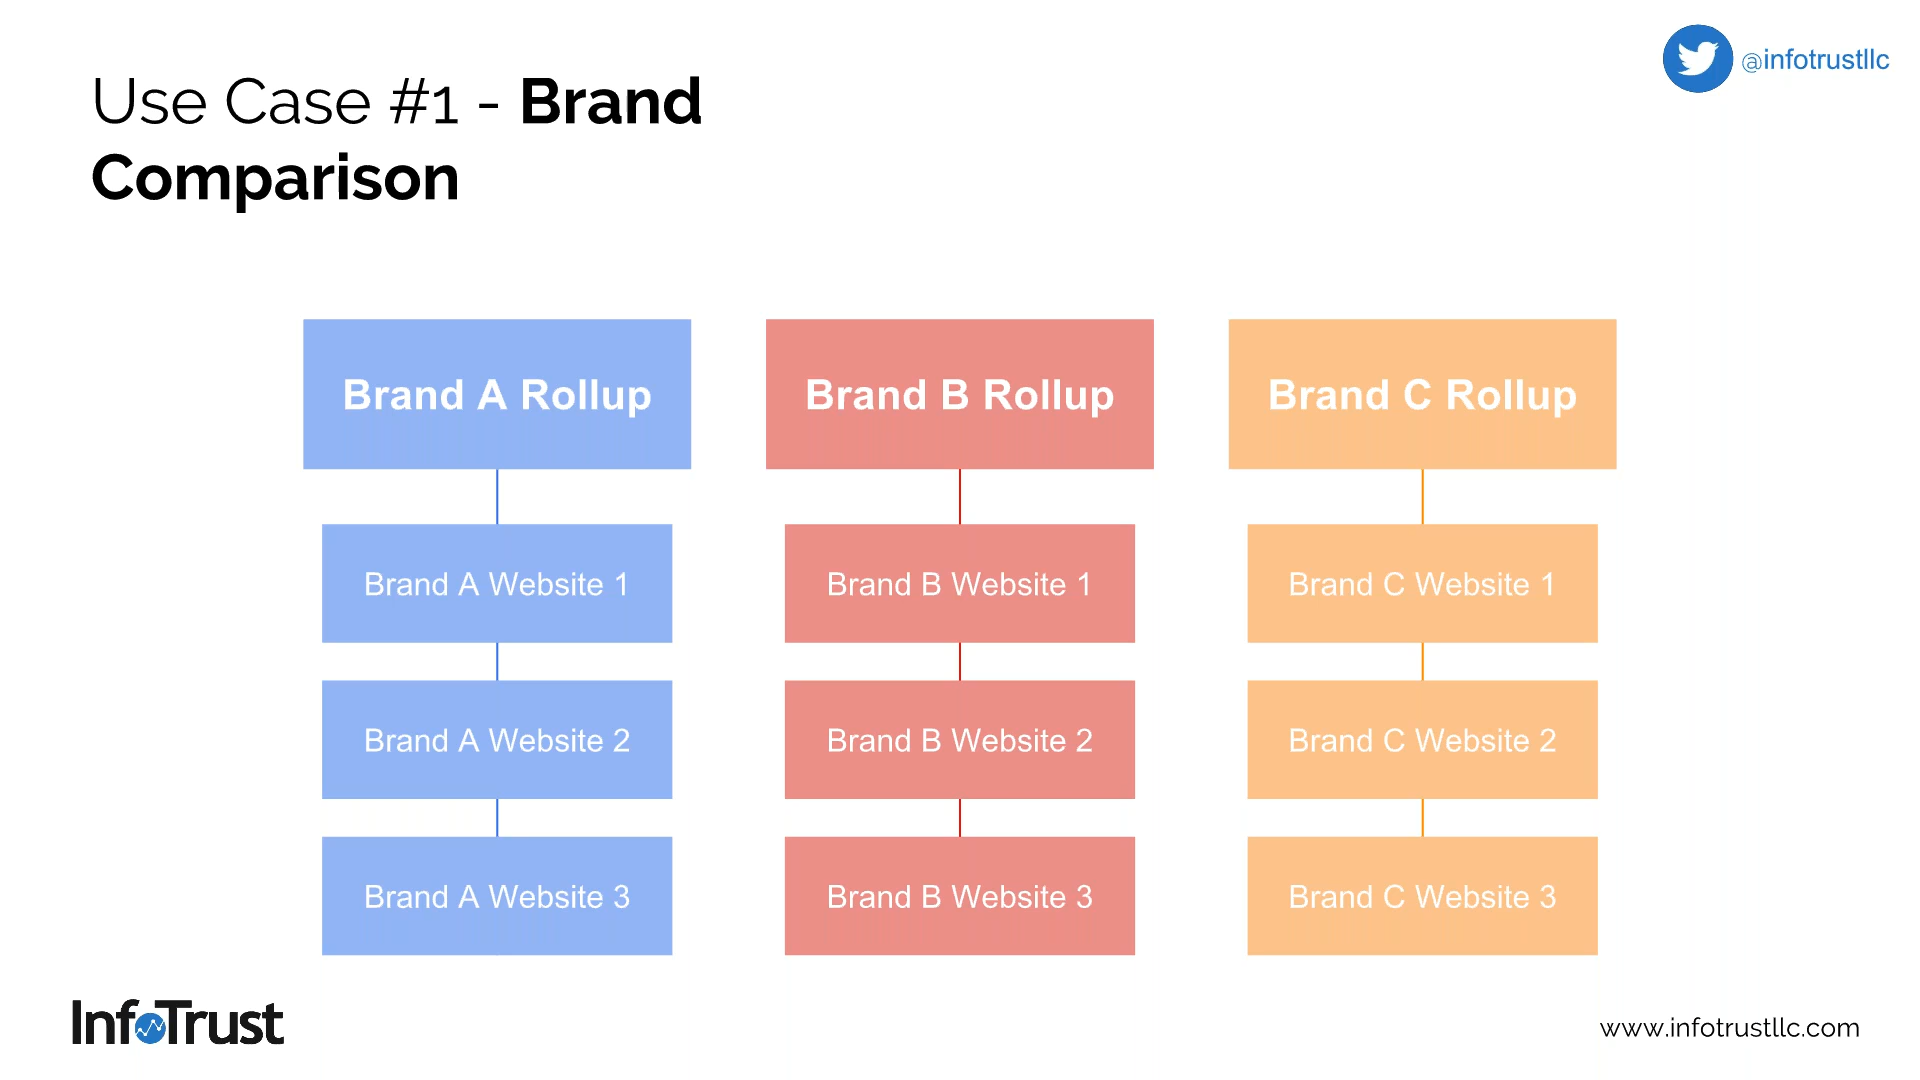 @infotrustllc
Use Case #1 - Brand
Comparison
Brand A Rollup
Brand B Rollup
Brand C Rollup
Brand A Website 1
Brand B Website 1
Brand C Website 1
Brand A Website 2
Brand B Website 2
Brand C Website 2
Brand A Website 3
Brand B Website 3
Brand C Website 3
InfoTrust
www.infotrustllc.com